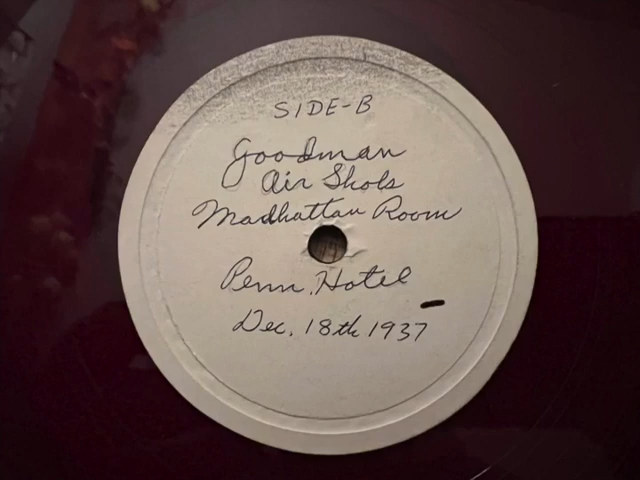 SIDE-B
Goodman
Air Shots
Madhattan Room
Penn. Hotel
Dec. 18th 1937